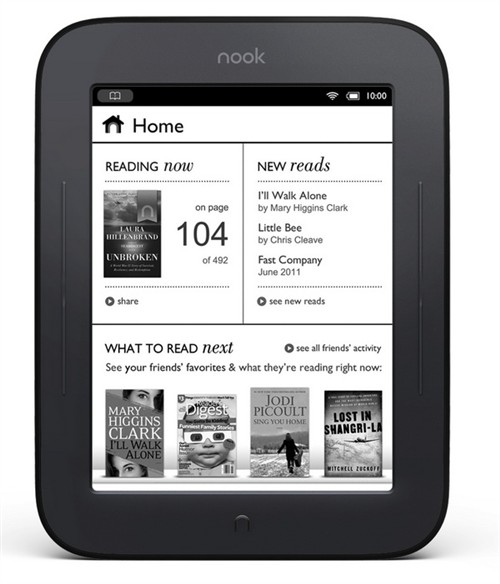 nook
10:00
Home
READING now
on page
104
of 492
LAURA
HILLENBRAND
UNBROKEN
share
NEW reads
I'll Walk Alone
by Mary Higgins Clark
Little Bee
by Chris Cleave
Fast Company
June 2011
see new reads
WHAT TO READ next
see all friends' activity
See your friends' favorites & what they're reading right now:
MARY
HIGGINS
CLARK
I'LL WALK
ALONE
Digest
Funniest Family Stories
JODI
PICOULT
SING YOU HOME
LOST IN
SHANGRI-LA
MITCHELL ZUCKOFF